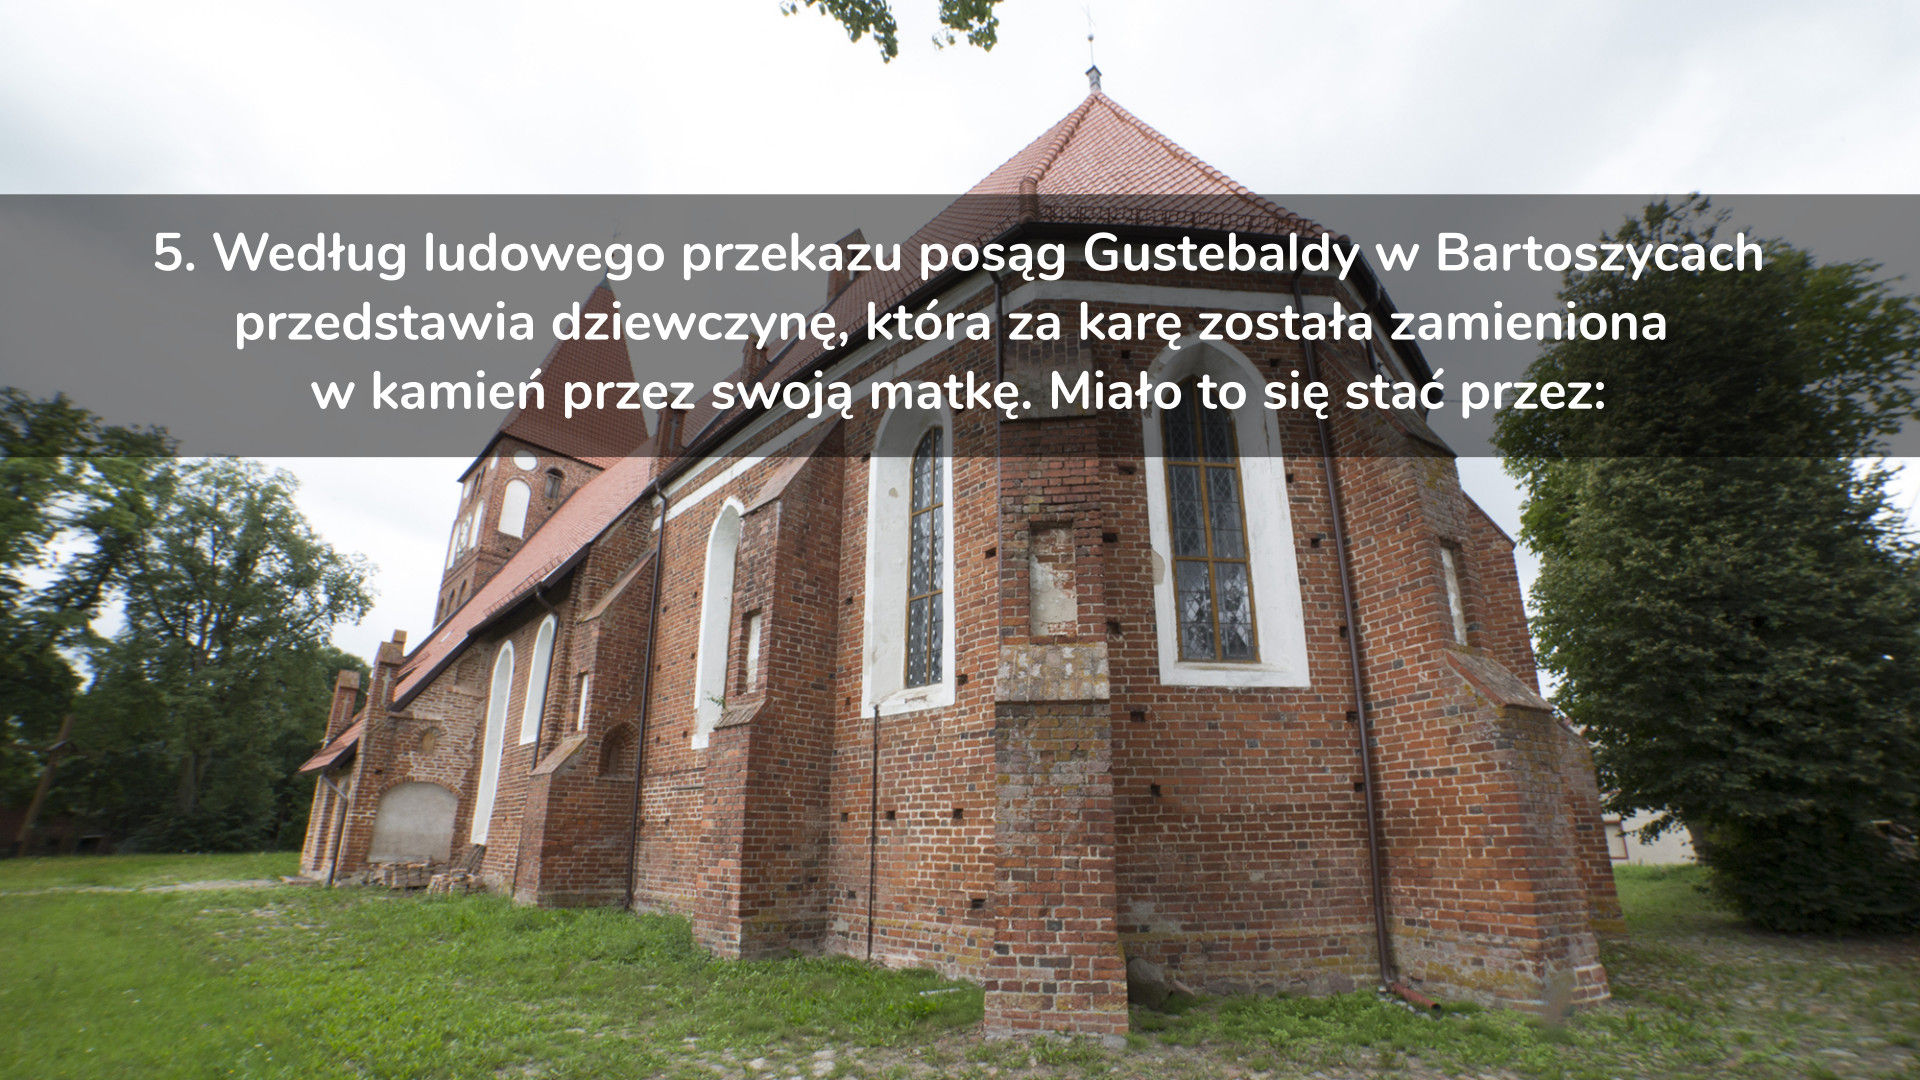 5. Według ludowego przekazu posąg Gustebaldy w Bartoszycach
przedstawia dziewczynę, która za karę została zamieniona
w kamień przez swoją matkę. Miało to się stać przez: